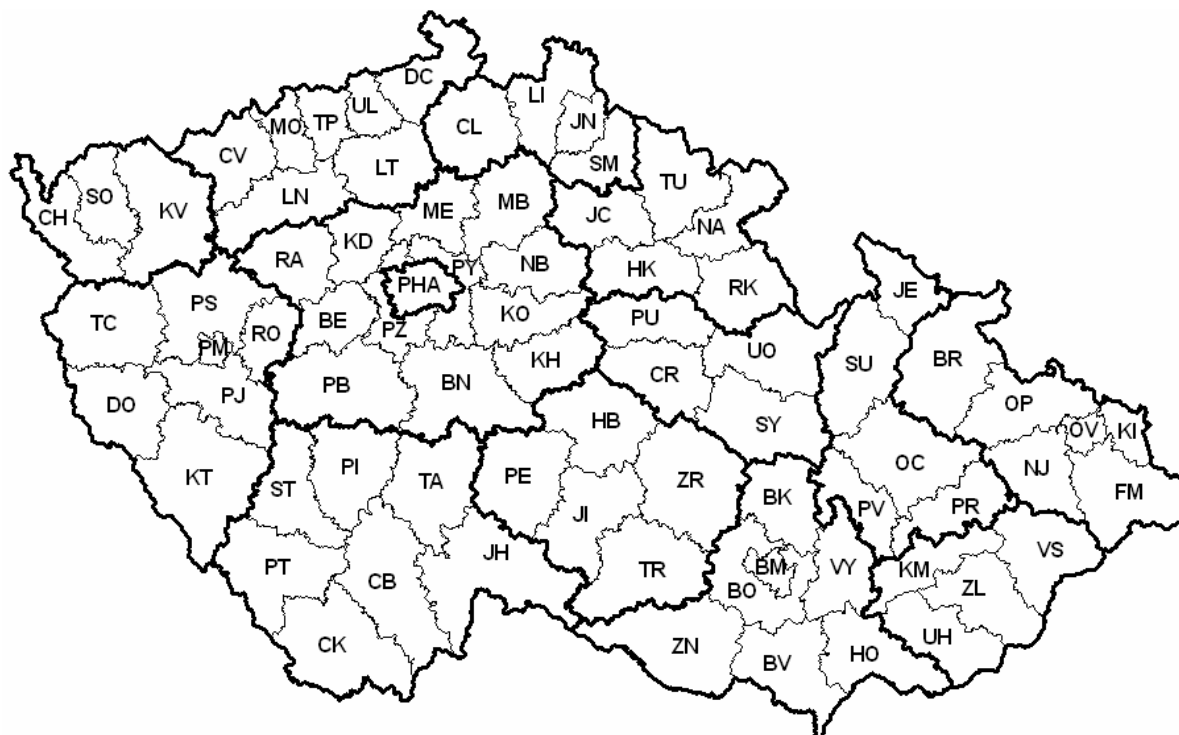 DC
LI
UL
MO
TP
JN
CL
CV
LT
SM
TU
SO
LN
MB
CH
KV
ME
JC
NA
KD
RA
PY
NB
HK
PHA
RK
JE
PS
KO
TC
BE
PZ
PU
RO
UO
PM
KH
SU
BR
PB
BN
CR
DO
PJ
OP
HB
SY
OV
KI
KT
ST
PI
TA
PE
ZR
OC
NJ
FM
BK
JI
PV
PR
JH
VS
PT
CB
TR
BM
VY
KM
BO
ZL
CK
ZN
UH
BV
HO